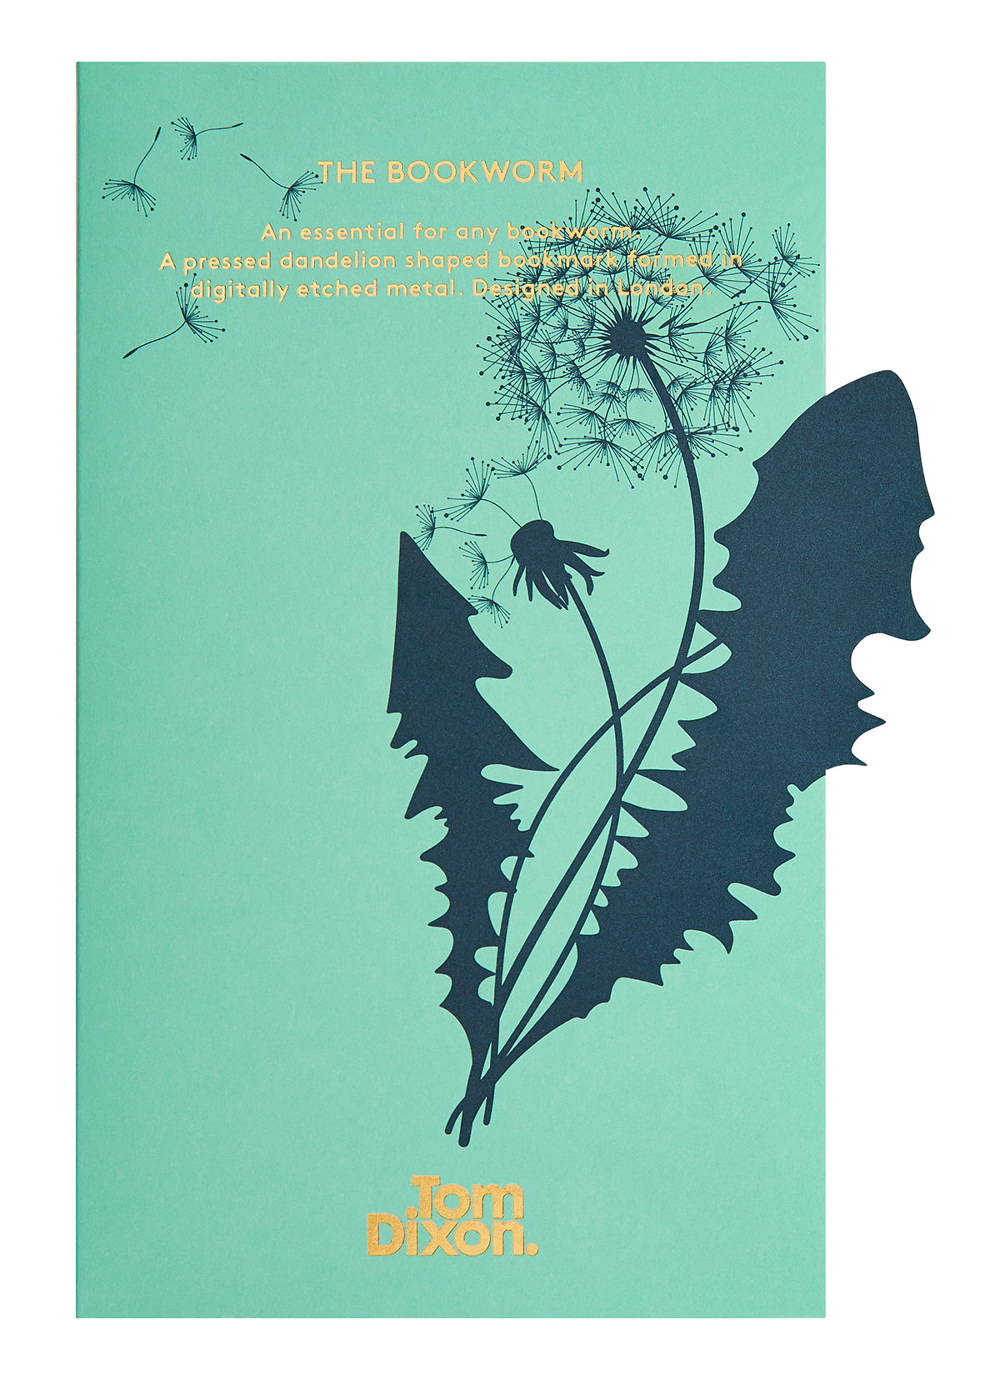 THE BOOKWORM
An essential for any bookworm.
A pressed dandelion shaped bookmark formed in
digitally etched metal. Designed in London.
Tom
Dixon.